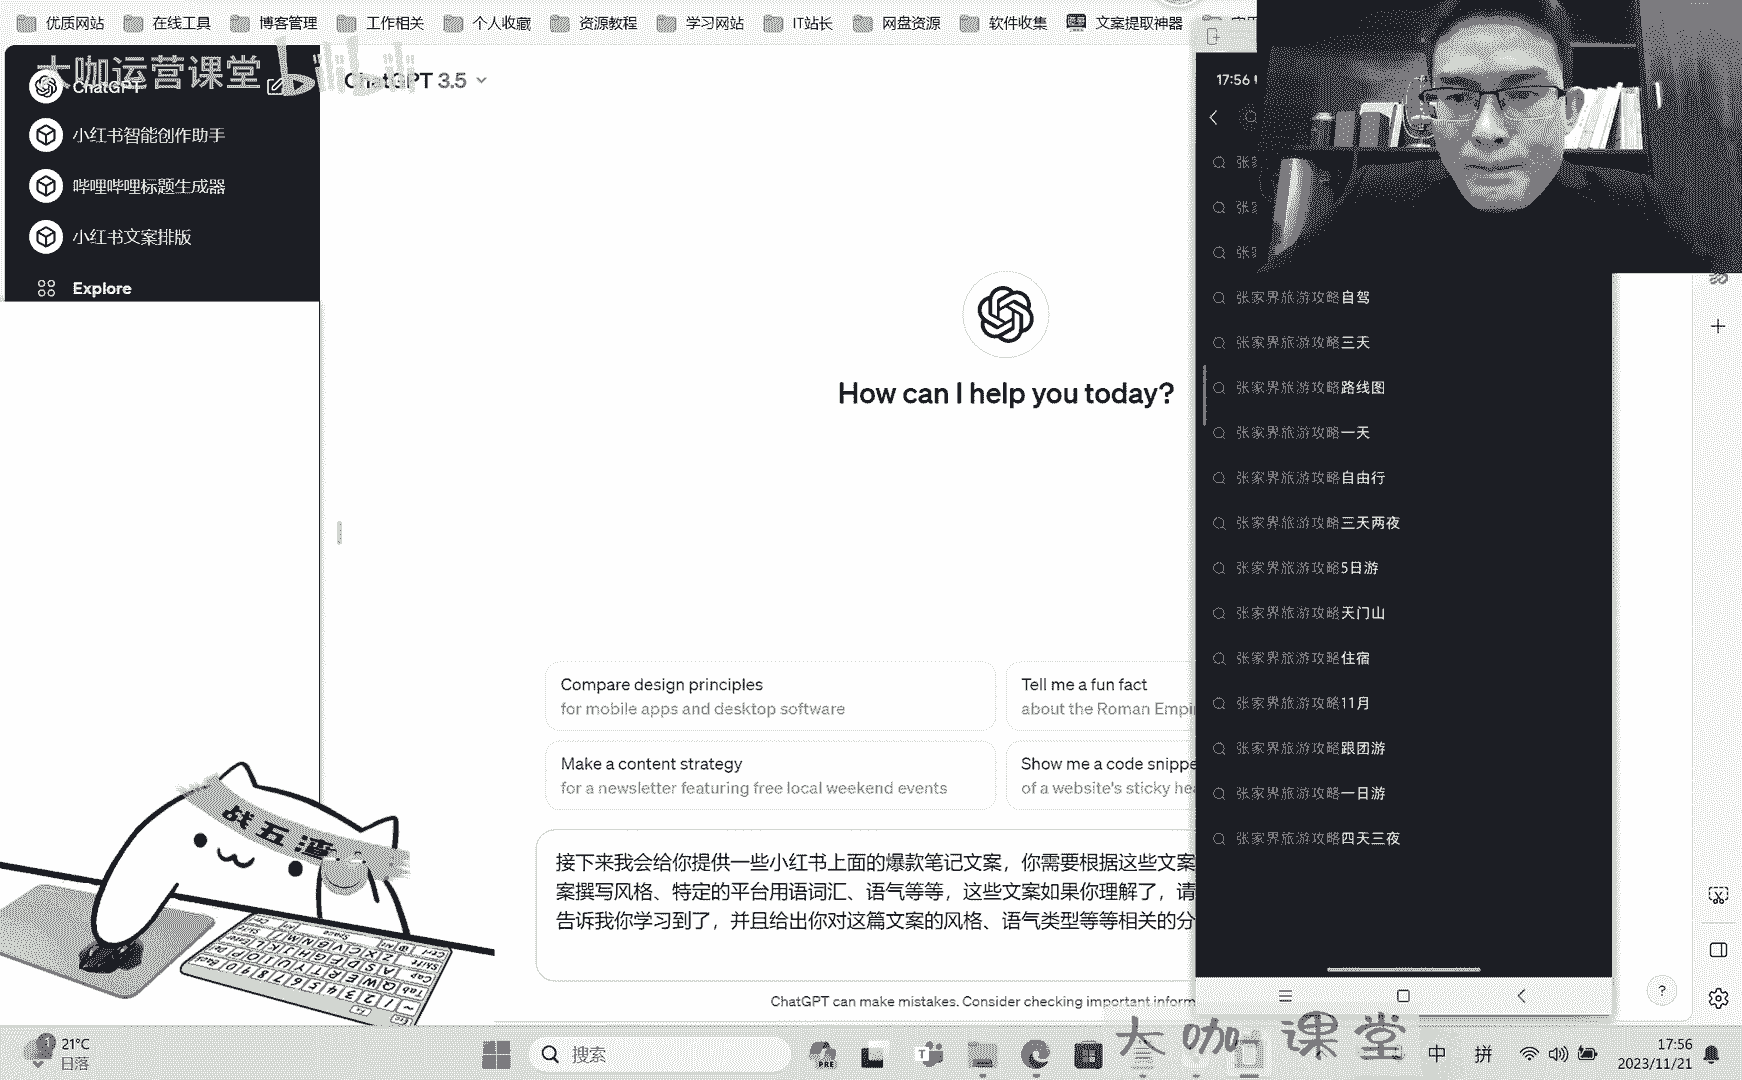 优质网站
在线工具
博客管理
工作相关
个人收藏
资源教程
学习网站
IT站长
网盘资源
软件收集
文案提取神器
大咖运营课堂
bilibili
ChatGPT
小红书智能创作助手
哔哩哔哩标题生成器
小红书文案排版
Explore
ChatGPT 3.5
How can I help you today?
Compare design principles
for mobile apps and desktop software
Tell me a fun fact
about the Roman Empi
Make a content strategy
for a newsletter featuring free local weekend events
Show me a code snippe
of a website's sticky hea
接下来我会给你提供一些小红书上面的爆款笔记文案，你需要根据这些文案
案撰写风格、特定的平台用语词汇、语气等等，这些文案如果你理解了，请
告诉我你学习到了，并且给出你对这篇文案的风格、语气类型等等相关的分
ChatGPT can make mistakes. Consider checking important inform
17:56
张家界旅游攻略自驾
张家界旅游攻略三天
张家界旅游攻略路线图
张家界旅游攻略一天
张家界旅游攻略自由行
张家界旅游攻略三天两夜
张家界旅游攻略5日游
张家界旅游攻略天门山
张家界旅游攻略住宿
张家界旅游攻略11月
张家界旅游攻略跟团游
张家界旅游攻略一日游
张家界旅游攻略四天三夜
?
大咖课堂
21°C
日落
搜索
PRE
中
拼
17:56
2023/11/21